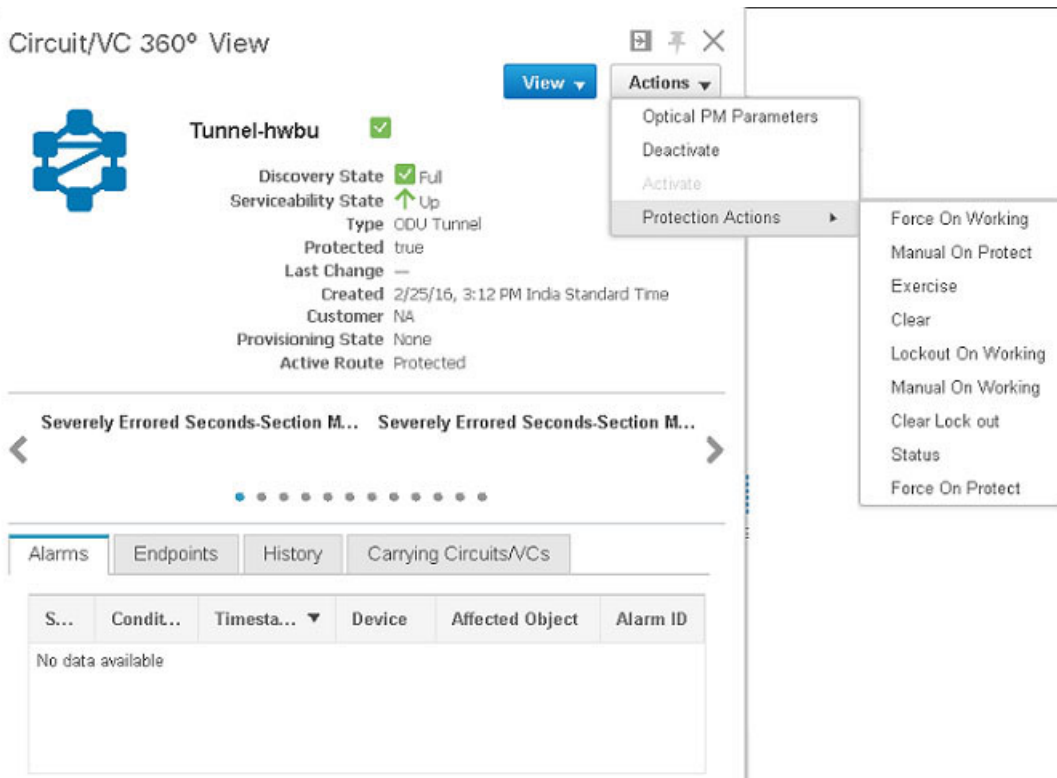 Circuit/VC 360º View
View
Actions
Optical PM Parameters
Deactivate
Activate
Protection Actions
Force On Working
Manual On Protect
Exercise
Clear
Lockout On Working
Manual On Working
Clear Lock out
Status
Force On Protect
Tunnel-hwbu
Discovery State Full
Serviceability State Up
Type ODU Tunnel
Protected true
Last Change —
Created 2/25/16, 3:12 PM India Standard Time
Customer NA
Provisioning State None
Active Route Protected
Severely Errored Seconds-Section M... Severely Errored Seconds-Section M...
Alarms Endpoints History Carrying Circuits/VCs
S... Condit... Timesta... Device Affected Object Alarm ID
No data available